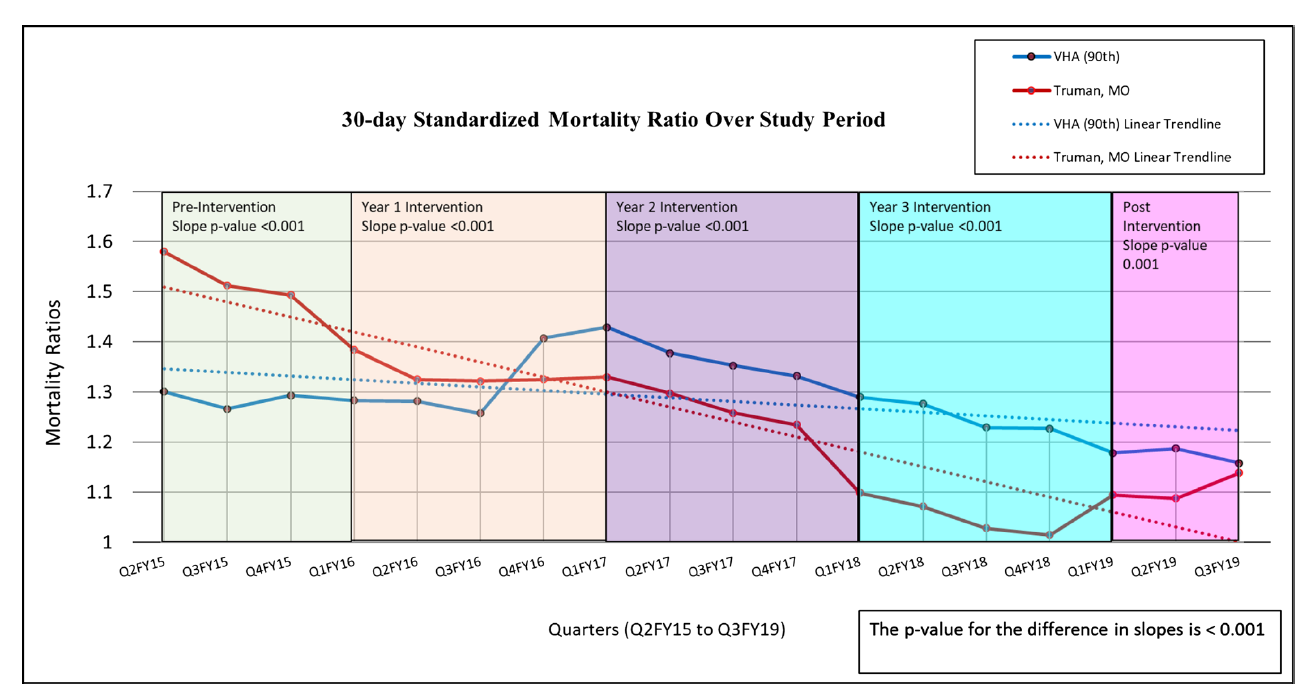 VHA (90th)
Truman, MO
VHA (90th) Linear Trendline
Truman, MO Linear Trendline
30-day Standardized Mortality Ratio Over Study Period
Mortality Ratios
1.7
1.6
1.5
1.4
1.3
1.2
1.1
1
Pre-Intervention
Slope p-value <0.001
Year 1 Intervention
Slope p-value <0.001
Year 2 Intervention
Slope p-value <0.001
Year 3 Intervention
Slope p-value <0.001
Post
Intervention
Slope p-value
0.001
Q2FY15
Q3FY15
Q4FY15
Q1FY16
Q2FY16
Q3FY16
Q4FY16
Q1FY17
Q2FY17
Q3FY17
Q4FY17
Q1FY18
Q2FY18
Q3FY18
Q4FY18
Q1FY19
Q2FY19
Q3FY19
Quarters (Q2FY15 to Q3FY19)
The p-value for the difference in slopes is < 0.001